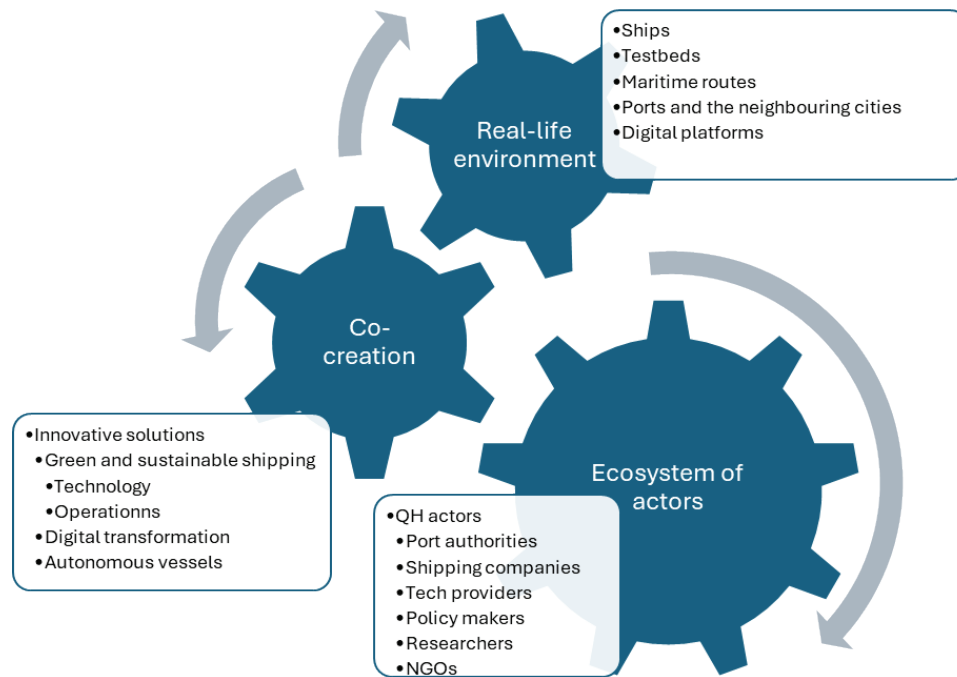 •Ships
•Testbeds
•Maritime routes
•Ports and the neighbouring cities
•Digital platforms
Real-life
environment
Co-
creation
•Innovative solutions
•Green and sustainable shipping
•Technology
•Operationns
•Digital transformation
•Autonomous vessels
Ecosystem of
actors
•QH actors
•Port authorities
•Shipping companies
•Tech providers
•Policy makers
•Researchers
•NGOs